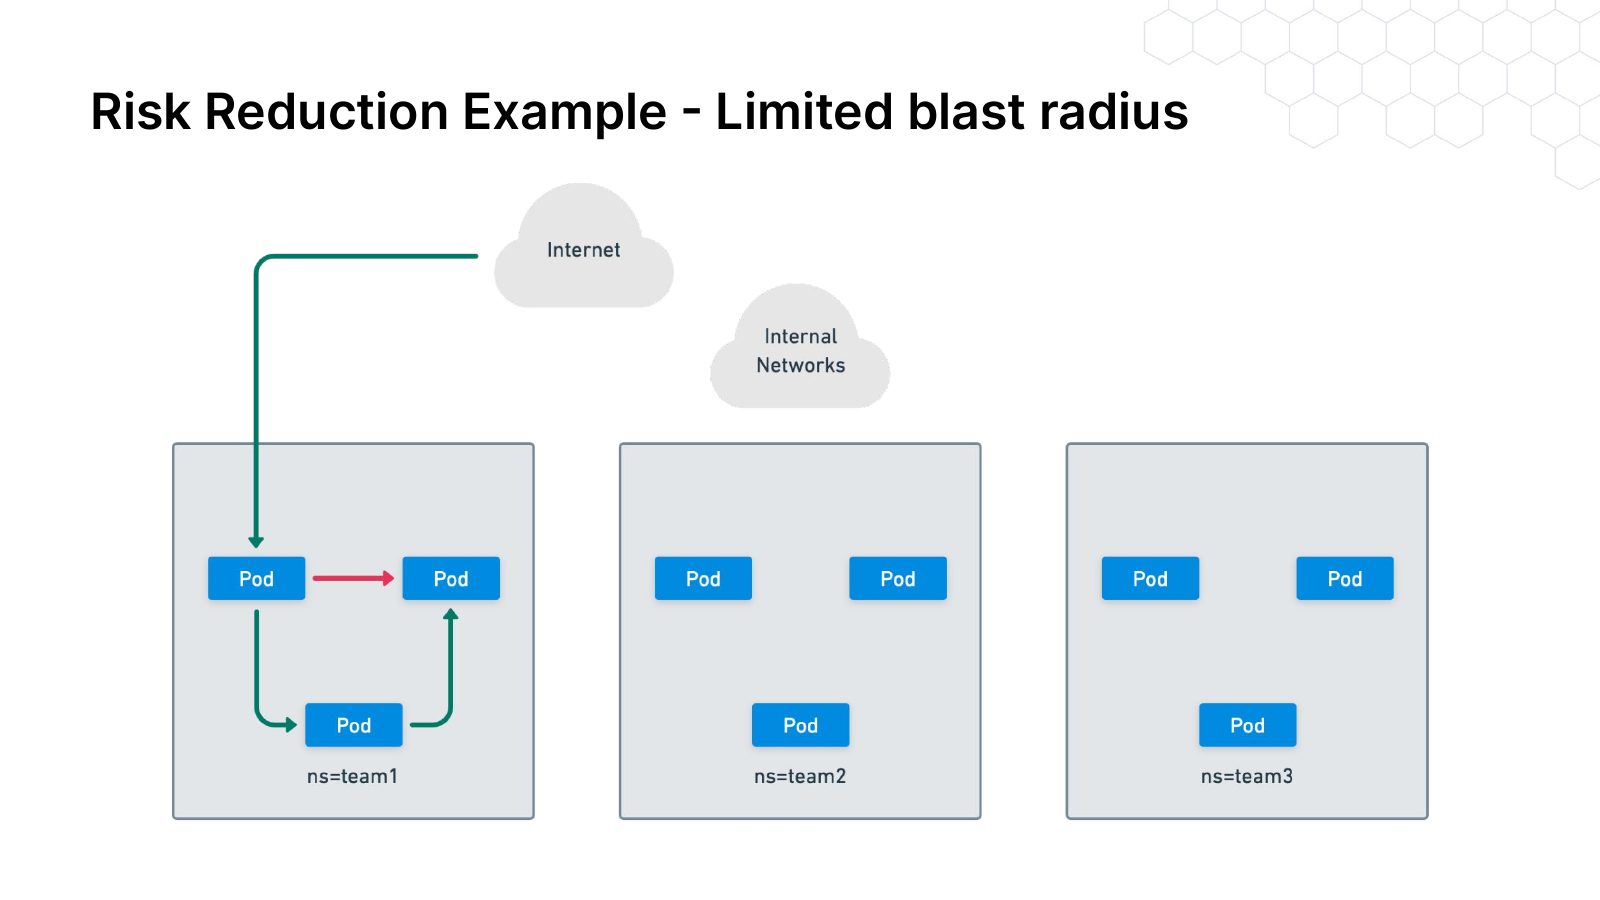 Risk Reduction Example - Limited blast radius
Internet
Internal
Networks
Pod
Pod
Pod
ns=team1
Pod
Pod
Pod
ns=team2
Pod
Pod
Pod
ns=team3